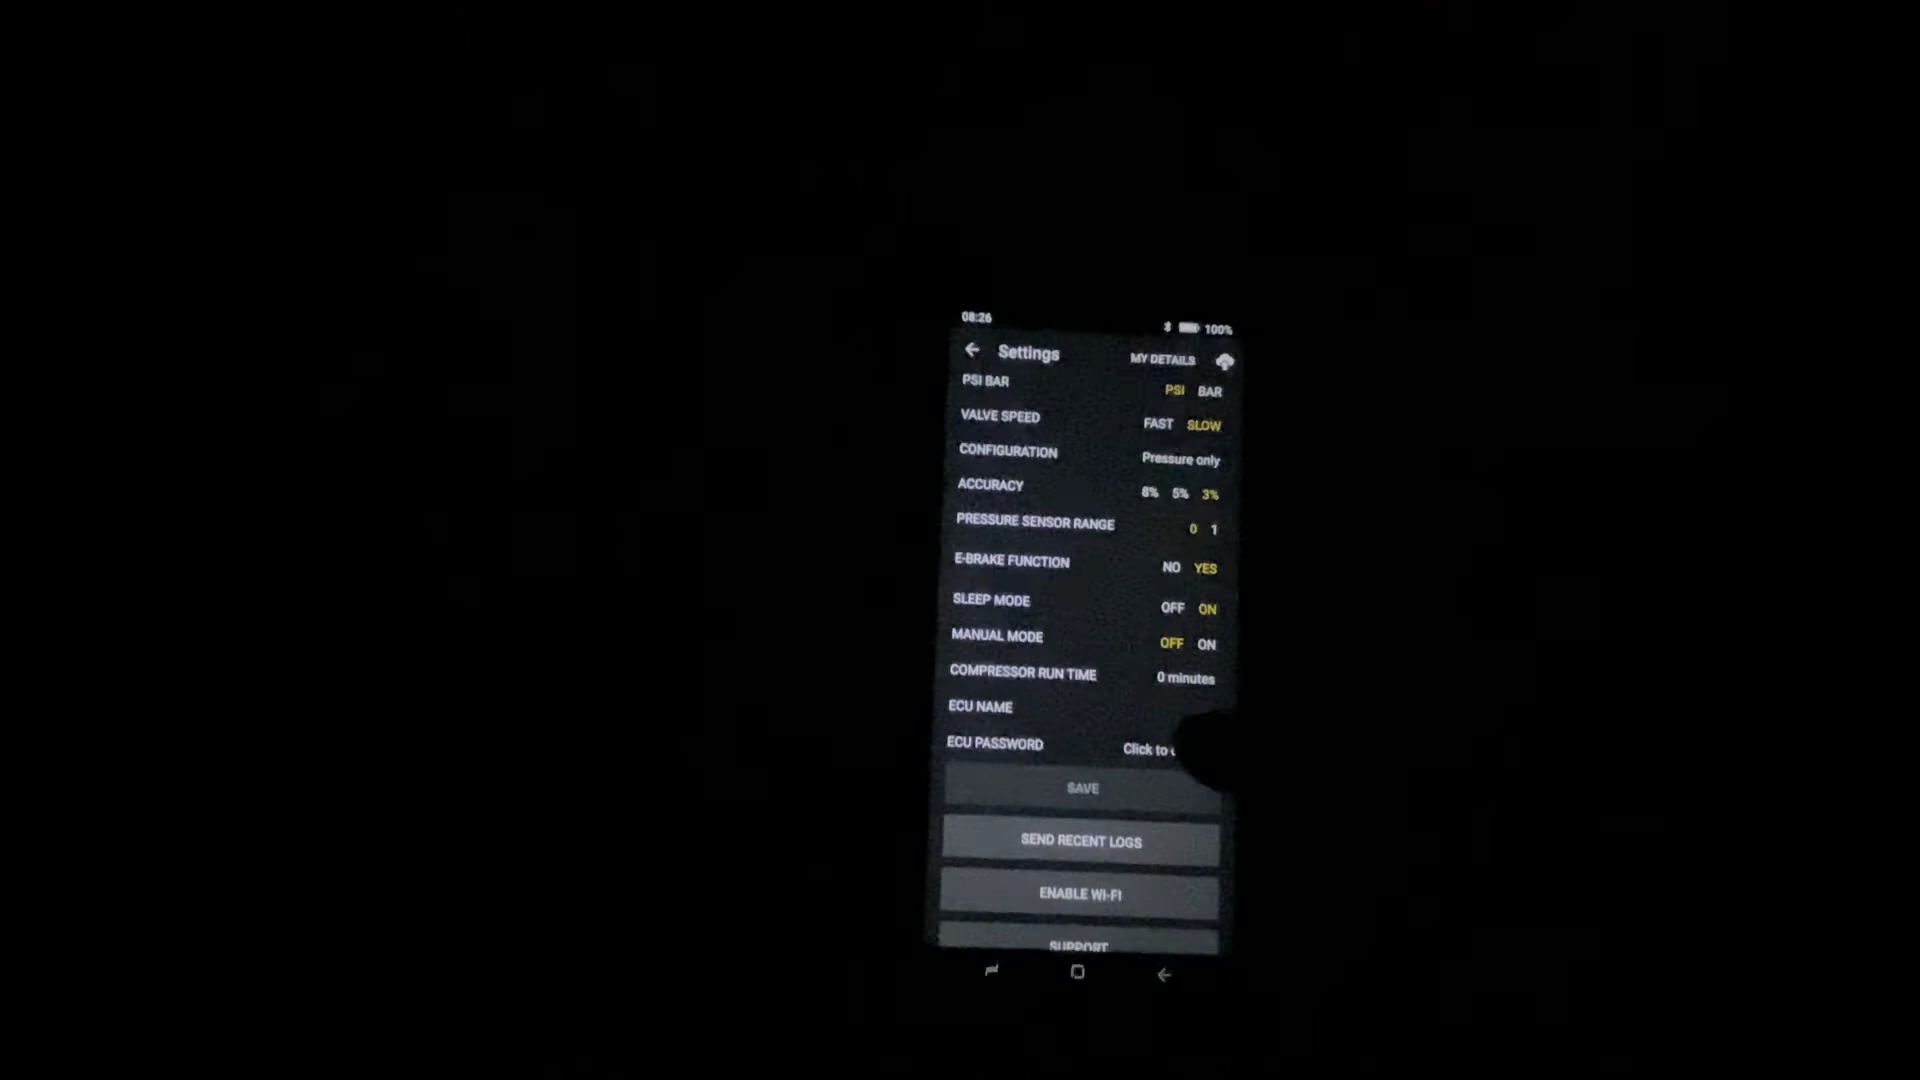 08:26 100%
Settings MY DETAILS
PSI BAR PSI BAR
VALVE SPEED FAST SLOW
CONFIGURATION Pressure only
ACCURACY 8% 5% 3%
PRESSURE SENSOR RANGE 0 1
E-BRAKE FUNCTION NO YES
SLEEP MODE OFF ON
MANUAL MODE OFF ON
COMPRESSOR RUN TIME 0 minutes
ECU NAME
ECU PASSWORD Click to
SAVE
SEND RECENT LOGS
ENABLE WI-FI
SUPPORT